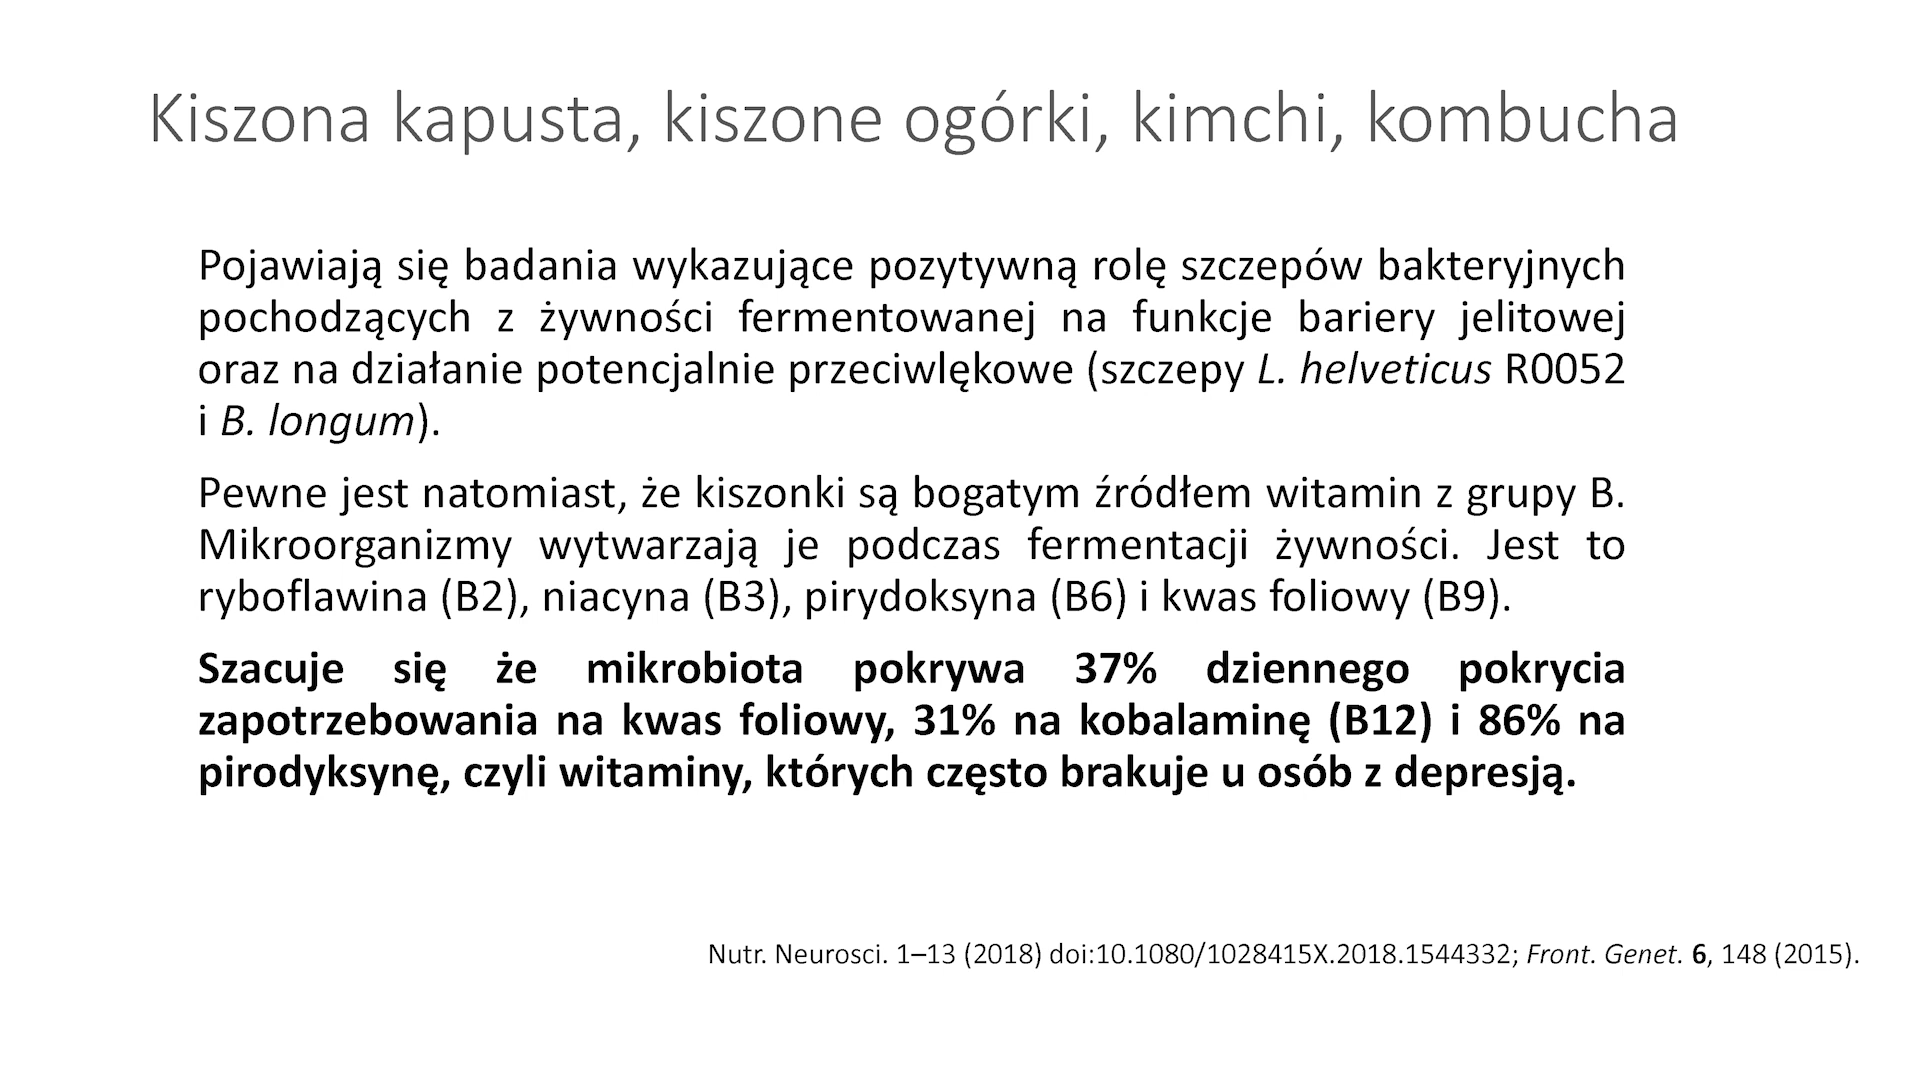 Kiszona kapusta, kiszone ogórki, kimchi, kombucha
Pojawiają się badania wykazujące pozytywną rolę szczepów bakteryjnych
pochodzących z żywności fermentowanej na funkcje bariery jelitowej
oraz na działanie potencjalnie przeciwlękowe (szczepy L. helveticus R0052
i B. longum).
Pewne jest natomiast, że kiszonki są bogatym źródłem witamin z grupy B.
Mikroorganizmy wytwarzają je podczas fermentacji żywności. Jest to
ryboflawina (B2), niacyna (B3), pirydoksyna (B6) i kwas foliowy (B9).
Szacuje się że mikrobiota pokrywa 37% dziennego pokrycia
zapotrzebowania na kwas foliowy, 31% na kobalaminę (B12) i 86% na
pirodyksynę, czyli witaminy, których często brakuje u osób z depresją.
Nutr. Neurosci. 1–13 (2018) doi:10.1080/1028415X.2018.1544332; Front. Genet. 6, 148 (2015).